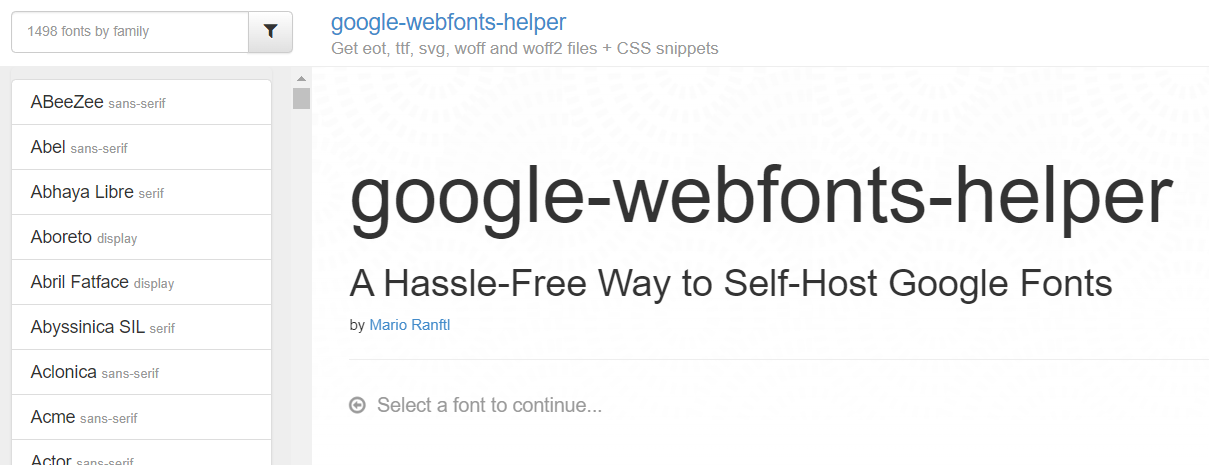 1498 fonts by family
google-webfonts-helper
Get eot, ttf, svg, woff and woff2 files + CSS snippets
ABeeZee sans-serif
Abel sans-serif
Abhaya Libre serif
Aboreto display
Abril Fatface display
Abyssinica SIL serif
Aclonica sans-serif
Acme sans-serif
Actor sans-serif
google-webfonts-helper
A Hassle-Free Way to Self-Host Google Fonts
by Mario Ranftl
Select a font to continue...